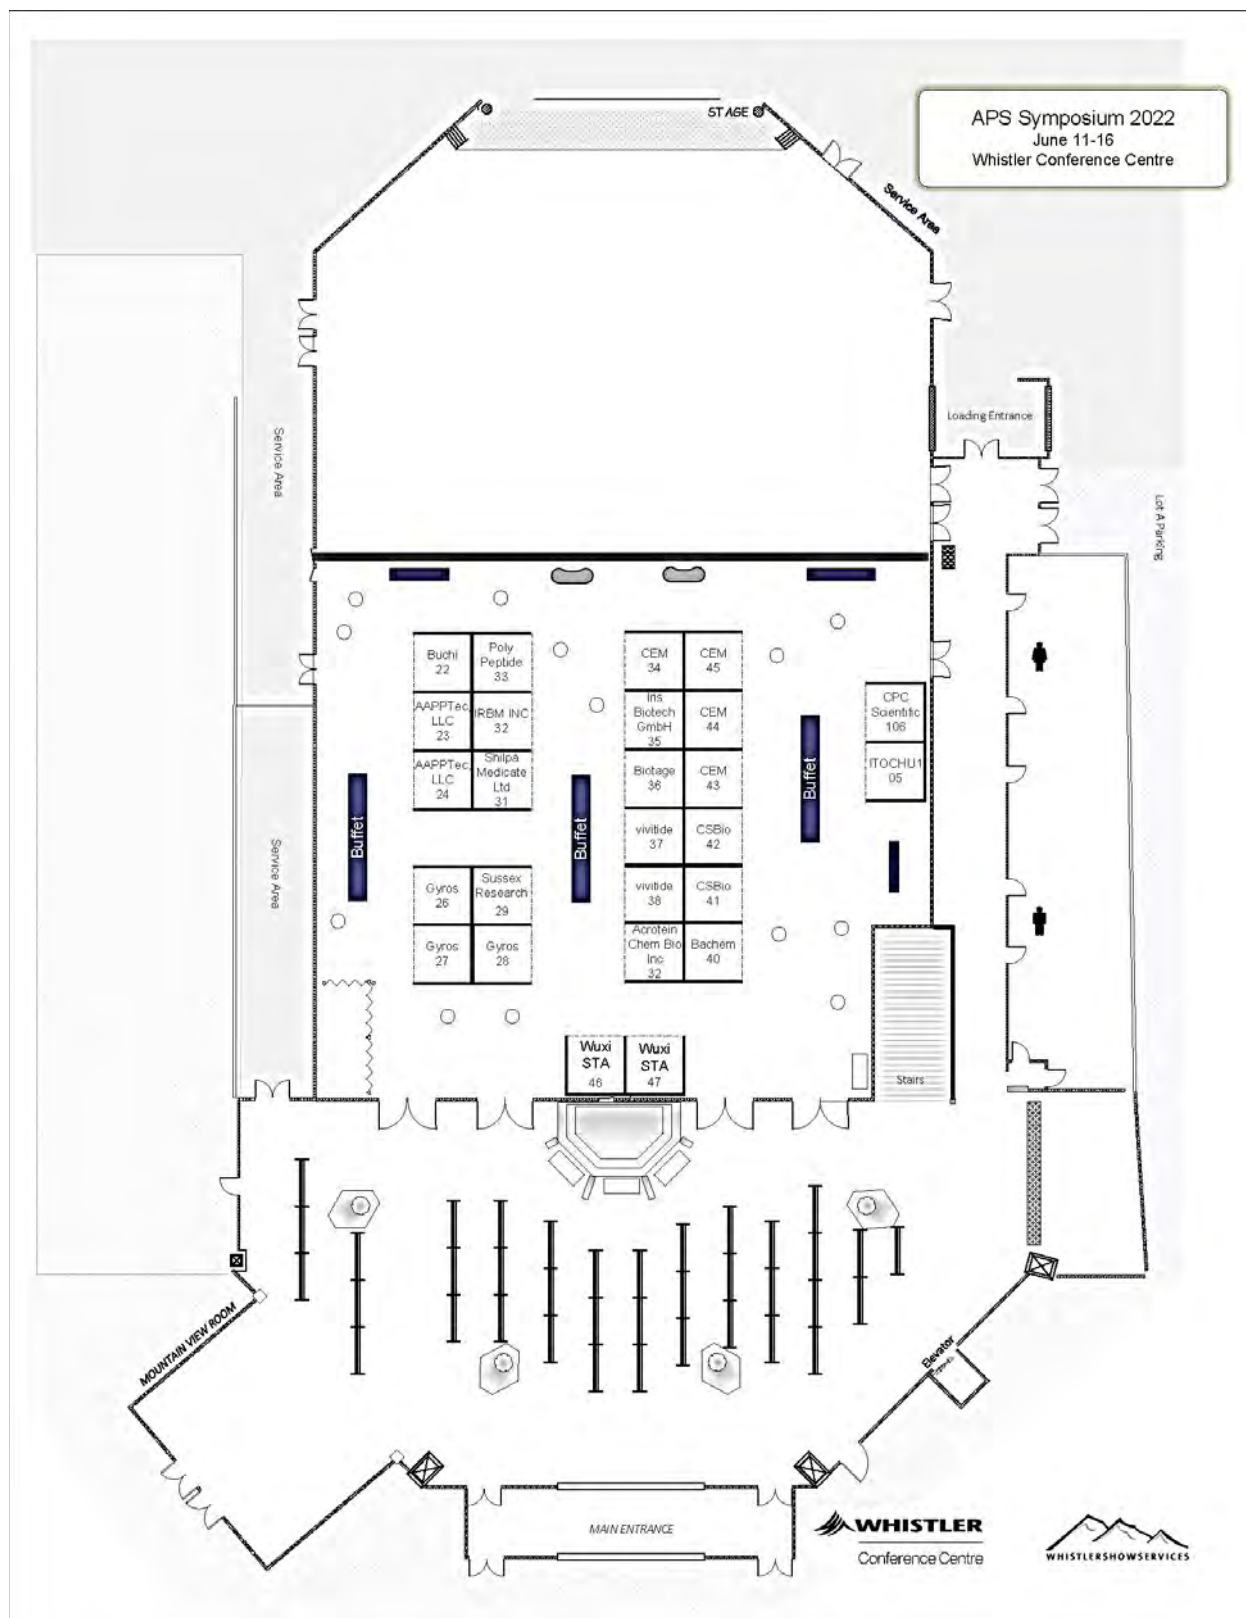 STAGE
APS Symposium 2022
June 11-16
Whistler Conference Centre
Service Area
Loading Entrance
Service Area
Lot A Parking
Buchi
22
Poly
Peptide
33
CEM
34
CEM
45
AAPPTec,
LLC
23
IRBM INC
32
Iris
Biotech
GmbH
35
CEM
44
CPC
Scientific
106
AAPPTec,
LLC
24
Shilpa
Medicate
Ltd
31
Biotage
36
CEM
43
ITOCHU1
05
Buffet
Buffet
Buffet
vivitide
37
CSBio
42
Service Area
Gyros
26
Sussex
Research
29
vivitide
38
CSBio
41
Gyros
27
Gyros
28
Acrotein
Chem Bio
Inc
32
Bachem
40
Wuxi
STA
46
Wuxi
STA
47
Stairs
MOUNTAIN VIEW ROOM
Elevator
MAIN ENTRANCE
WHISTLER
Conference Centre
WHISTLERSHOWSERVICES